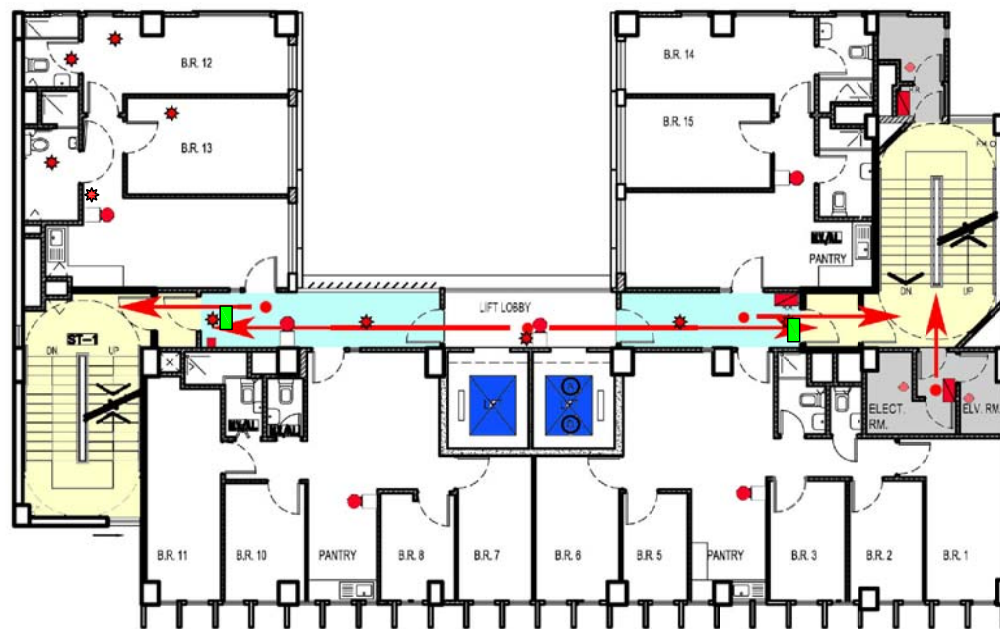 B.R. 12
B.R. 14
B.R. 13
B.R. 15
PANTRY
LIFT LOBBY
DN.
UP
ST-1
DN.
UP
ELECT.
RM.
ELV. RM.
B.R. 11
B.R. 10
PANTRY
B.R. 8
B.R. 7
B.R. 6
B.R. 5
PANTRY
B.R. 3
B.R. 2
B.R. 1